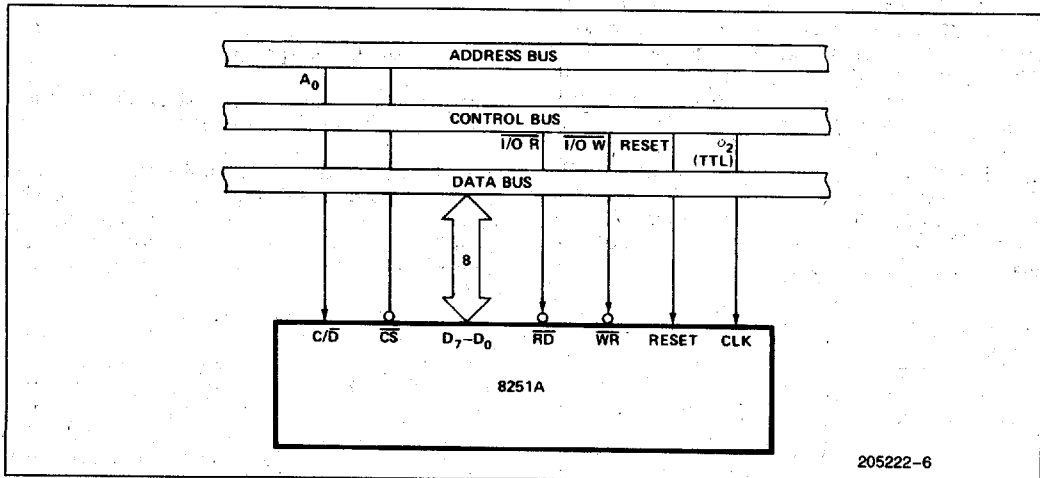 ADDRESS BUS
A₀
CONTROL BUS
I/O R I/O W RESET ₂ (TTL)
DATA BUS
8
C/D CS D₇–D₀ RD WR RESET CLK
8251A
205222-6